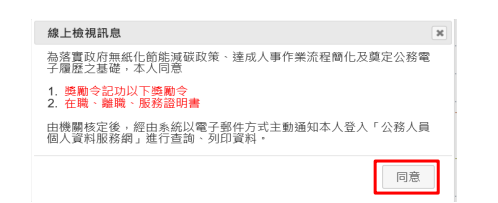 線上檢視訊息
為落實政府無紙化節能減碳政策、達成人事作業流程簡化及奠定公務電
子履歷之基礎，本人同意
1. 獎勵令記功以下獎勵令
2. 在職、離職、服務證明書
由機關核定後，經由系統以電子郵件方式主動通知本人登入「公務人員
個人資料服務網」進行查詢、列印資料。
同意